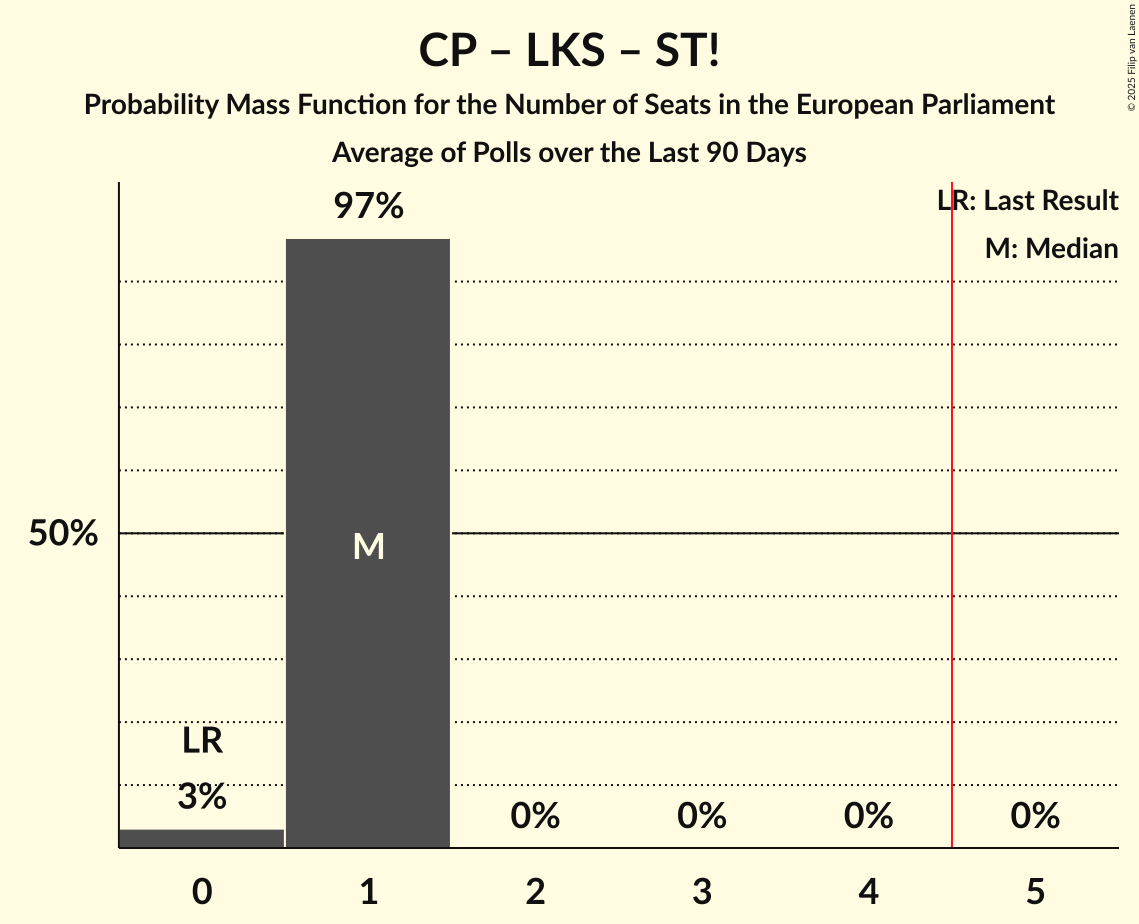 CP – LKS – ST!
Probability Mass Function for the Number of Seats in the European Parliament
Average of Polls over the Last 90 Days
© 2025 Filip van Laenen
LR: Last Result
M: Median
97%
50%
M
LR
3%
0% 0% 0% 0%
0 1 2 3 4 5